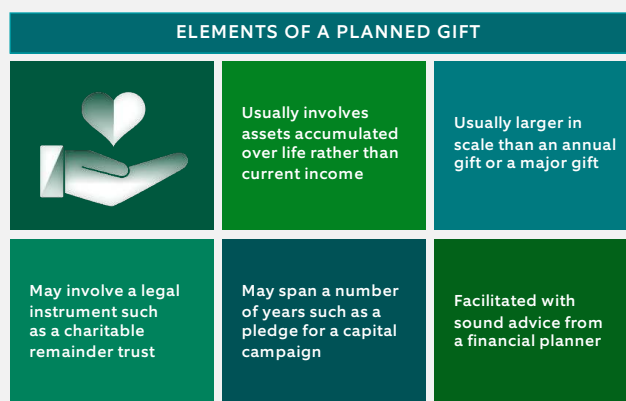 ELEMENTS OF A PLANNED GIFT
Usually involves
assets accumulated
over life rather than
current income
Usually larger in
scale than an annual
gift or a major gift
May involve a legal
instrument such
as a charitable
remainder trust
May span a number
of years such as a
pledge for a capital
campaign
Facilitated with
sound advice from
a financial planner